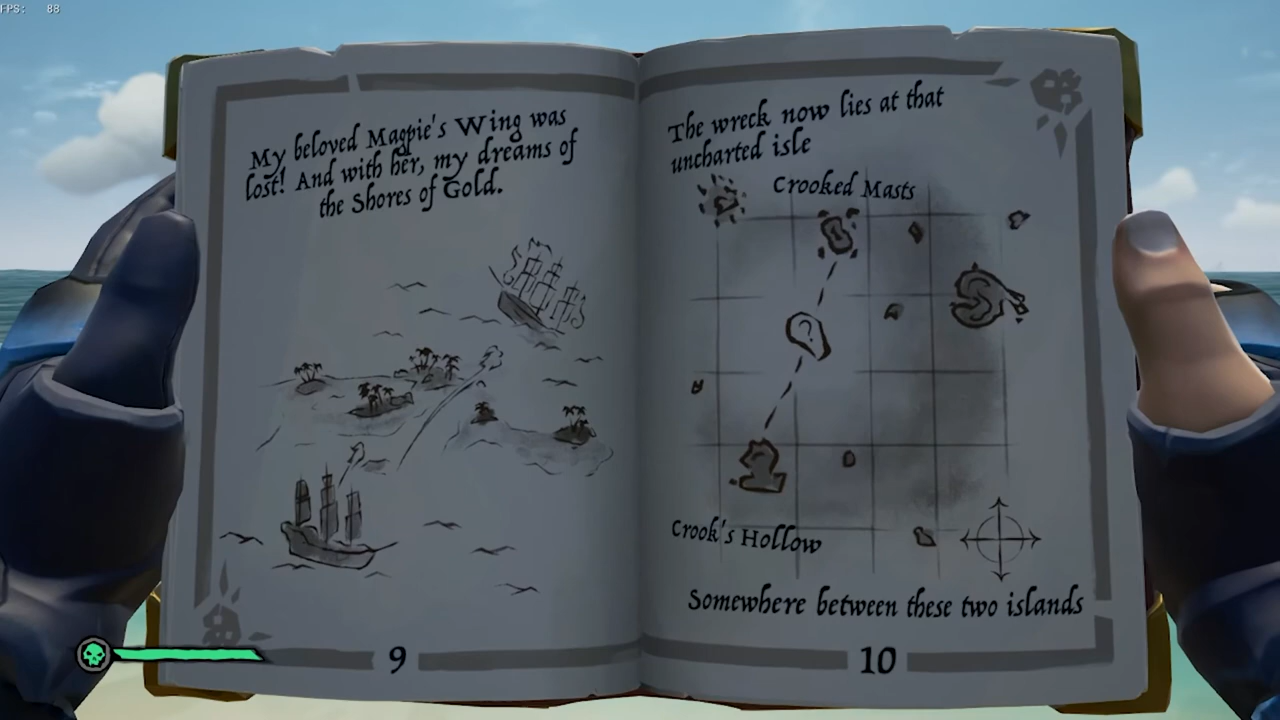 FPS: 88
My beloved Magpie's Wing was
lost! And with her, my dreams of
the Shores of Gold.
9
The wreck now lies at that
uncharted isle
Crooked Masts
?
Crook's Hollow
Somewhere between these two islands
10